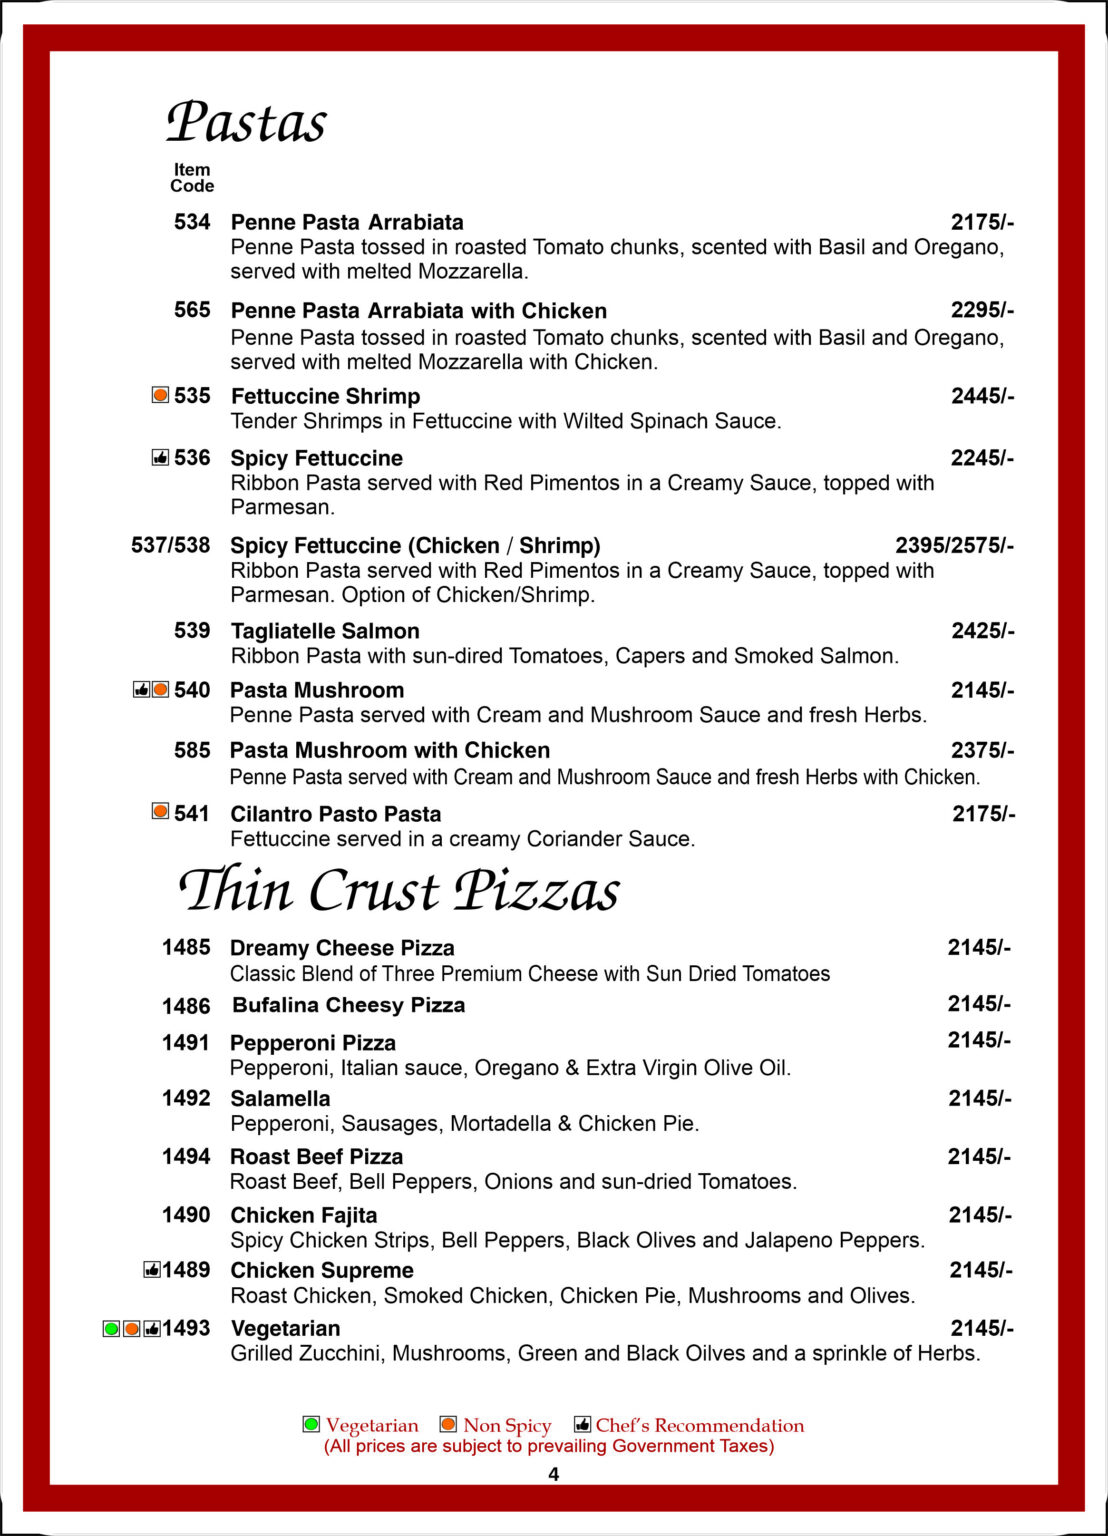 Pastas
Item
Code
534 Penne Pasta Arrabiata 2175/-
Penne Pasta tossed in roasted Tomato chunks, scented with Basil and Oregano,
served with melted Mozzarella.
565 Penne Pasta Arrabiata with Chicken 2295/-
Penne Pasta tossed in roasted Tomato chunks, scented with Basil and Oregano,
served with melted Mozzarella with Chicken.
535 Fettuccine Shrimp 2445/-
Tender Shrimps in Fettuccine with Wilted Spinach Sauce.
536 Spicy Fettuccine 2245/-
Ribbon Pasta served with Red Pimentos in a Creamy Sauce, topped with
Parmesan.
537/538 Spicy Fettuccine (Chicken / Shrimp) 2395/2575/-
Ribbon Pasta served with Red Pimentos in a Creamy Sauce, topped with
Parmesan. Option of Chicken/Shrimp.
539 Tagliatelle Salmon 2425/-
Ribbon Pasta with sun-dired Tomatoes, Capers and Smoked Salmon.
540 Pasta Mushroom 2145/-
Penne Pasta served with Cream and Mushroom Sauce and fresh Herbs.
585 Pasta Mushroom with Chicken 2375/-
Penne Pasta served with Cream and Mushroom Sauce and fresh Herbs with Chicken.
541 Cilantro Pasto Pasta 2175/-
Fettuccine served in a creamy Coriander Sauce.
Thin Crust Pizzas
1485 Dreamy Cheese Pizza 2145/-
Classic Blend of Three Premium Cheese with Sun Dried Tomatoes
1486 Bufalina Cheesy Pizza 2145/-
1491 Pepperoni Pizza 2145/-
Pepperoni, Italian sauce, Oregano & Extra Virgin Olive Oil.
1492 Salamella 2145/-
Pepperoni, Sausages, Mortadella & Chicken Pie.
1494 Roast Beef Pizza 2145/-
Roast Beef, Bell Peppers, Onions and sun-dried Tomatoes.
1490 Chicken Fajita 2145/-
Spicy Chicken Strips, Bell Peppers, Black Olives and Jalapeno Peppers.
1489 Chicken Supreme 2145/-
Roast Chicken, Smoked Chicken, Chicken Pie, Mushrooms and Olives.
1493 Vegetarian 2145/-
Grilled Zucchini, Mushrooms, Green and Black Oilves and a sprinkle of Herbs.
Vegetarian Non Spicy Chef's Recommendation
(All prices are subject to prevailing Government Taxes)
4